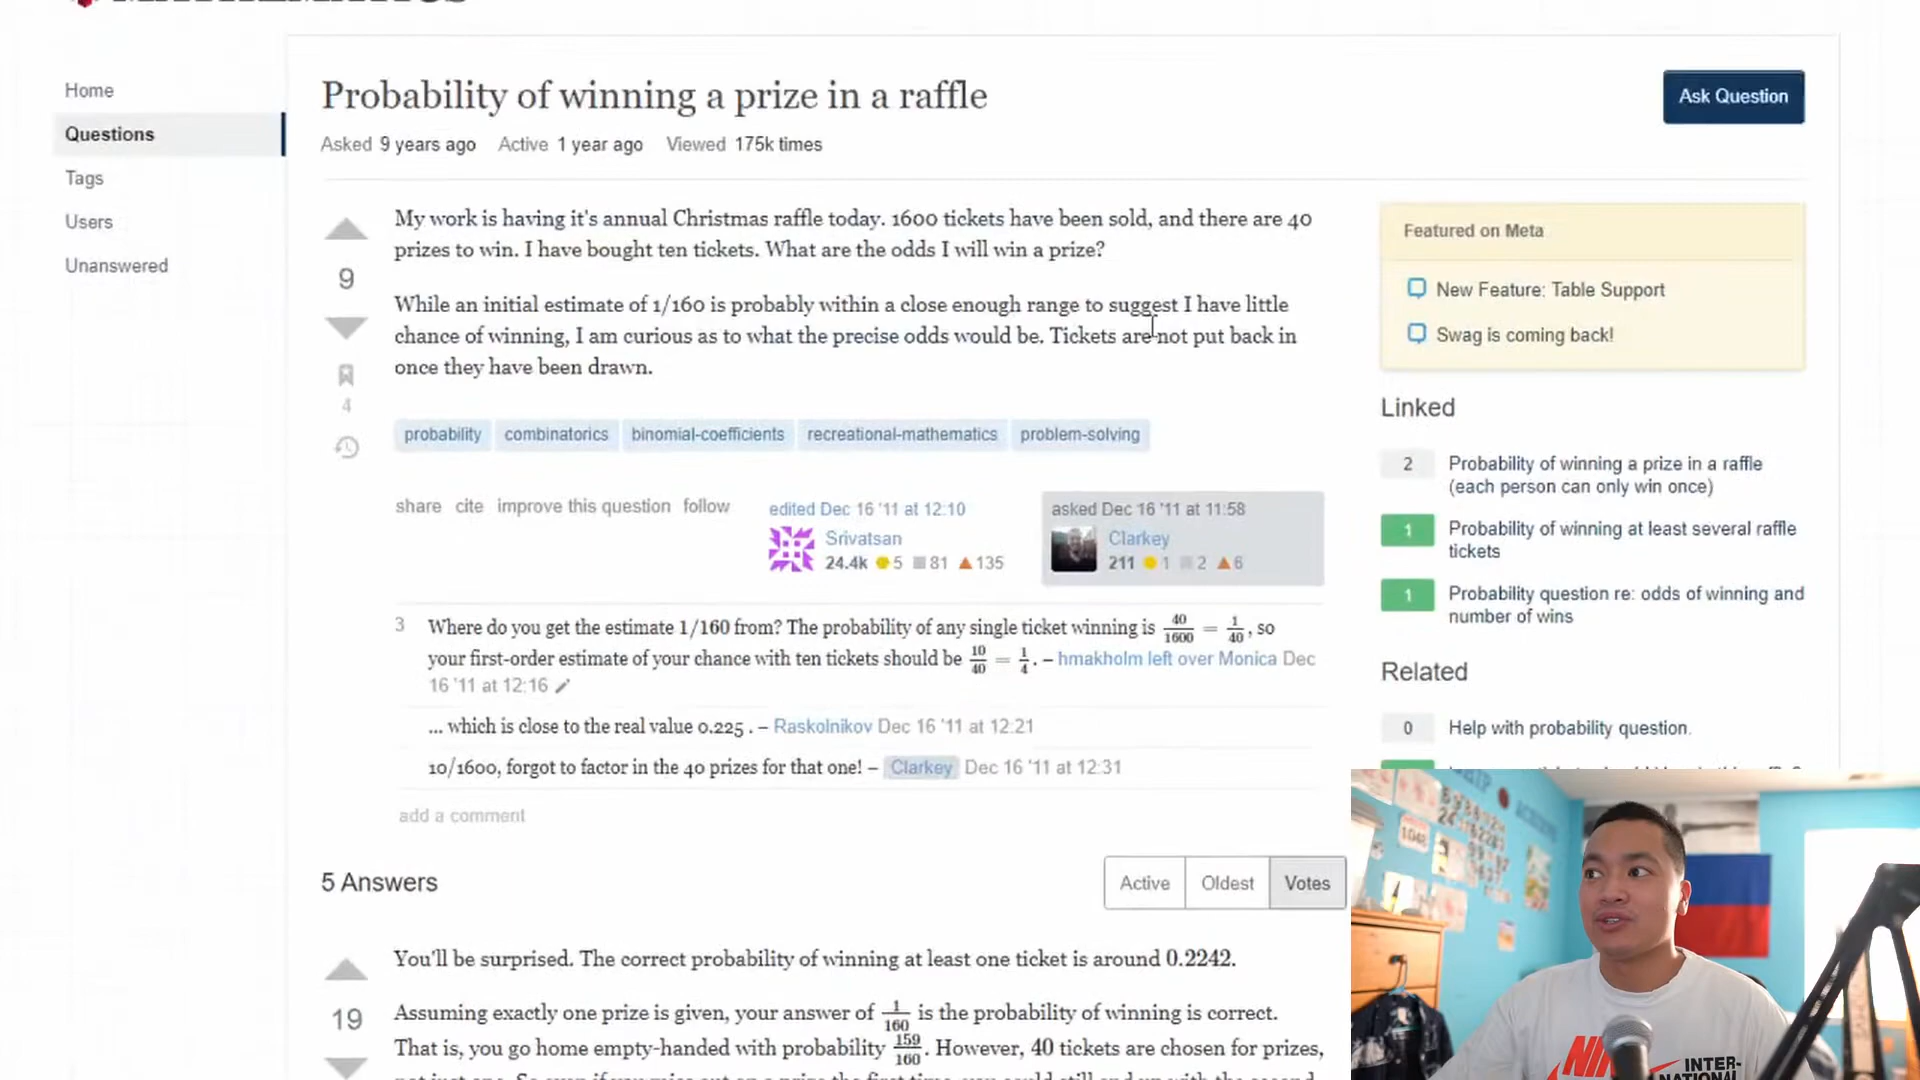 Home
Questions
Tags
Users
Unanswered
Probability of winning a prize in a raffle
Ask Question
Asked 9 years ago Active 1 year ago Viewed 175k times
9
4
My work is having it's annual Christmas raffle today. 1600 tickets have been sold, and there are 40
prizes to win. I have bought ten tickets. What are the odds I will win a prize?
While an initial estimate of 1/160 is probably within a close enough range to suggest I have little
chance of winning, I am curious as to what the precise odds would be. Tickets are not put back in
once they have been drawn.
probability combinatorics binomial-coefficients recreational-mathematics problem-solving
share cite improve this question follow
edited Dec 16 '11 at 12:10
Srivatsan
24.4k 5 81 135
asked Dec 16 '11 at 11:58
Clarkey
211 1 2 6
3 Where do you get the estimate 1/160 from? The probability of any single ticket winning is 40/1600 = 1/40, so
your first-order estimate of your chance with ten tickets should be 10/40 = 1/4. – hmakholm left over Monica Dec
16 '11 at 12:16
... which is close to the real value 0.225 . – Raskolnikov Dec 16 '11 at 12:21
10/1600, forgot to factor in the 40 prizes for that one! – Clarkey Dec 16 '11 at 12:31
add a comment
5 Answers
Active Oldest Votes
19
You'll be surprised. The correct probability of winning at least one ticket is around 0.2242.
Assuming exactly one prize is given, your answer of 1/160 is the probability of winning is correct.
That is, you go home empty-handed with probability 159/160. However, 40 tickets are chosen for prizes,
Featured on Meta
New Feature: Table Support
Swag is coming back!
Linked
2 Probability of winning a prize in a raffle
(each person can only win once)
1 Probability of winning at least several raffle
tickets
1 Probability question re: odds of winning and
number of wins
Related
0 Help with probability question.
1048
INTER-
NATIONAL